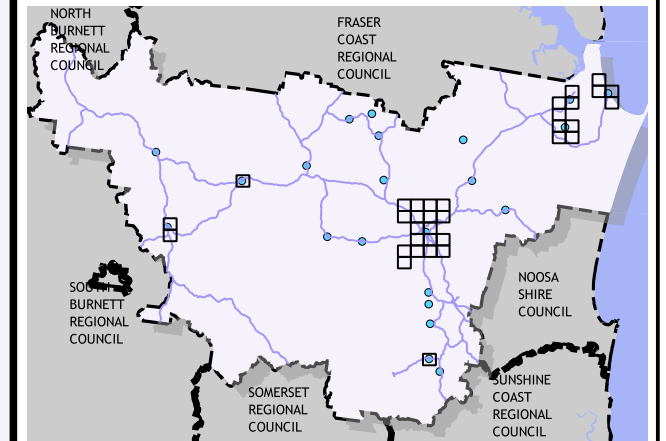 NORTH
BURNETT
REGIONAL
COUNCIL
FRASER
COAST
REGIONAL
COUNCIL
SOUTH
BURNETT
REGIONAL
COUNCIL
NOOSA
SHIRE
COUNCIL
SOMERSET
REGIONAL
COUNCIL
SUNSHINE
COAST
REGIONAL
COUNCIL